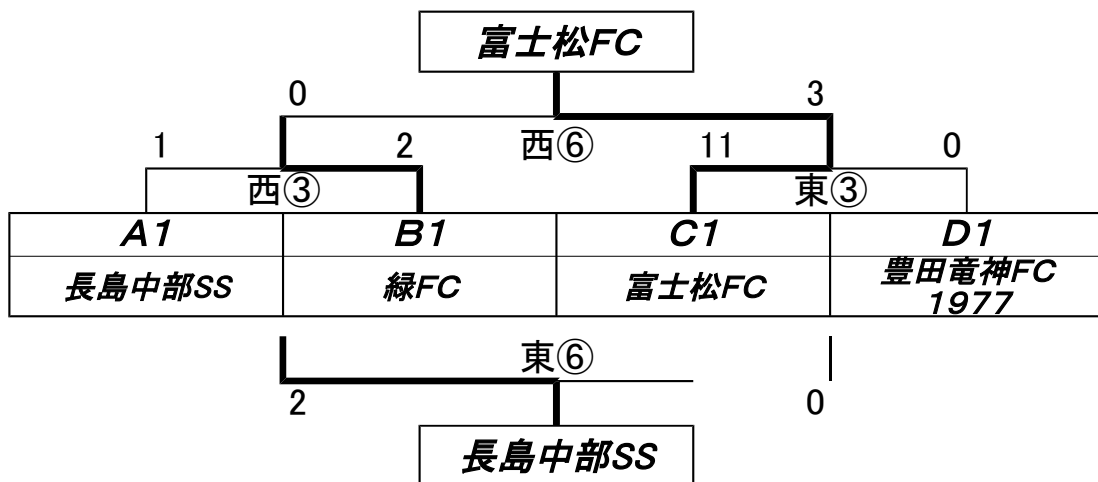 富士松FC
0 3
1 2 西⑥ 11 0
西③ 東③
A1 B1 C1 D1
長島中部SS 緑FC 富士松FC 豊田竜神FC
1977
東⑥
2 0
長島中部SS